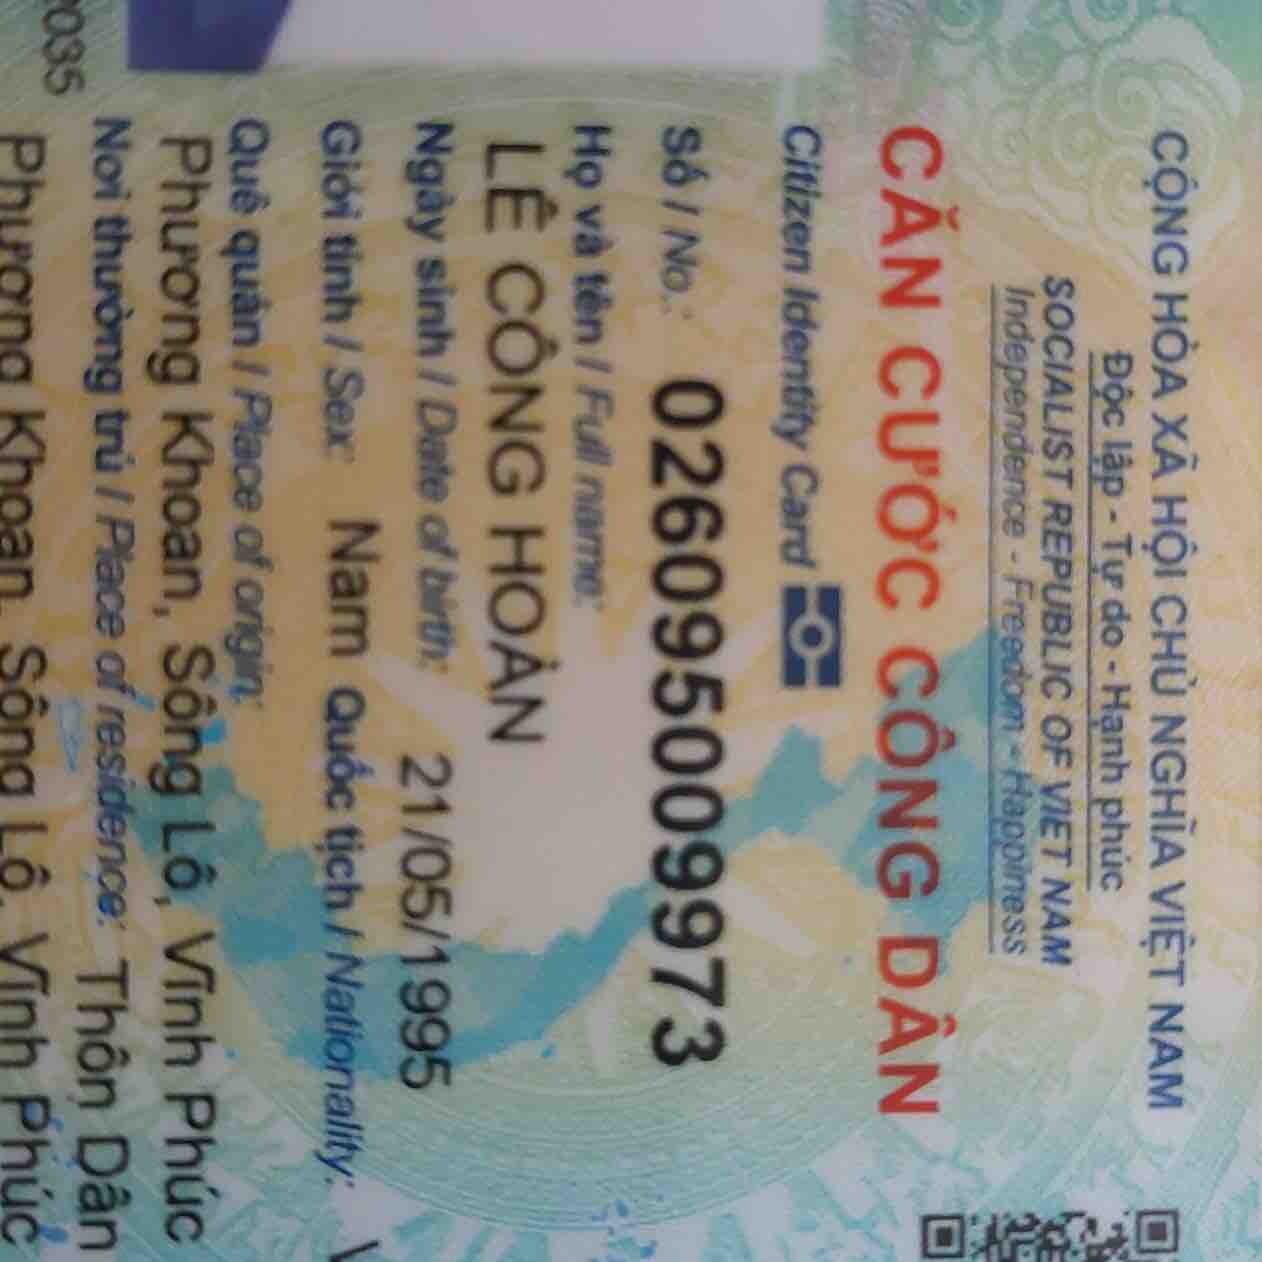 CỘNG HÒA XÃ HỘI CHỦ NGHĨA VIỆT NAM
Độc lập - Tự do - Hạnh phúc
SOCIALIST REPUBLIC OF VIET NAM
Independence - Freedom - Happiness
CĂN CƯỚC CÔNG DÂN
Citizen Identity Card
Số / No.: 026095009973
Họ và tên / Full name:
LÊ CÔNG HOÀN
Ngày sinh / Date of birth: 21/05/1995
Giới tính / Sex: Nam Quốc tịch / Nationality: V
Quê quán / Place of origin:
Phương Khoan, Sông Lô, Vĩnh Phúc
Nơi thường trú / Place of residence: Thôn Dân
Phương Khoan, Sông Lô, Vĩnh Phúc
2035